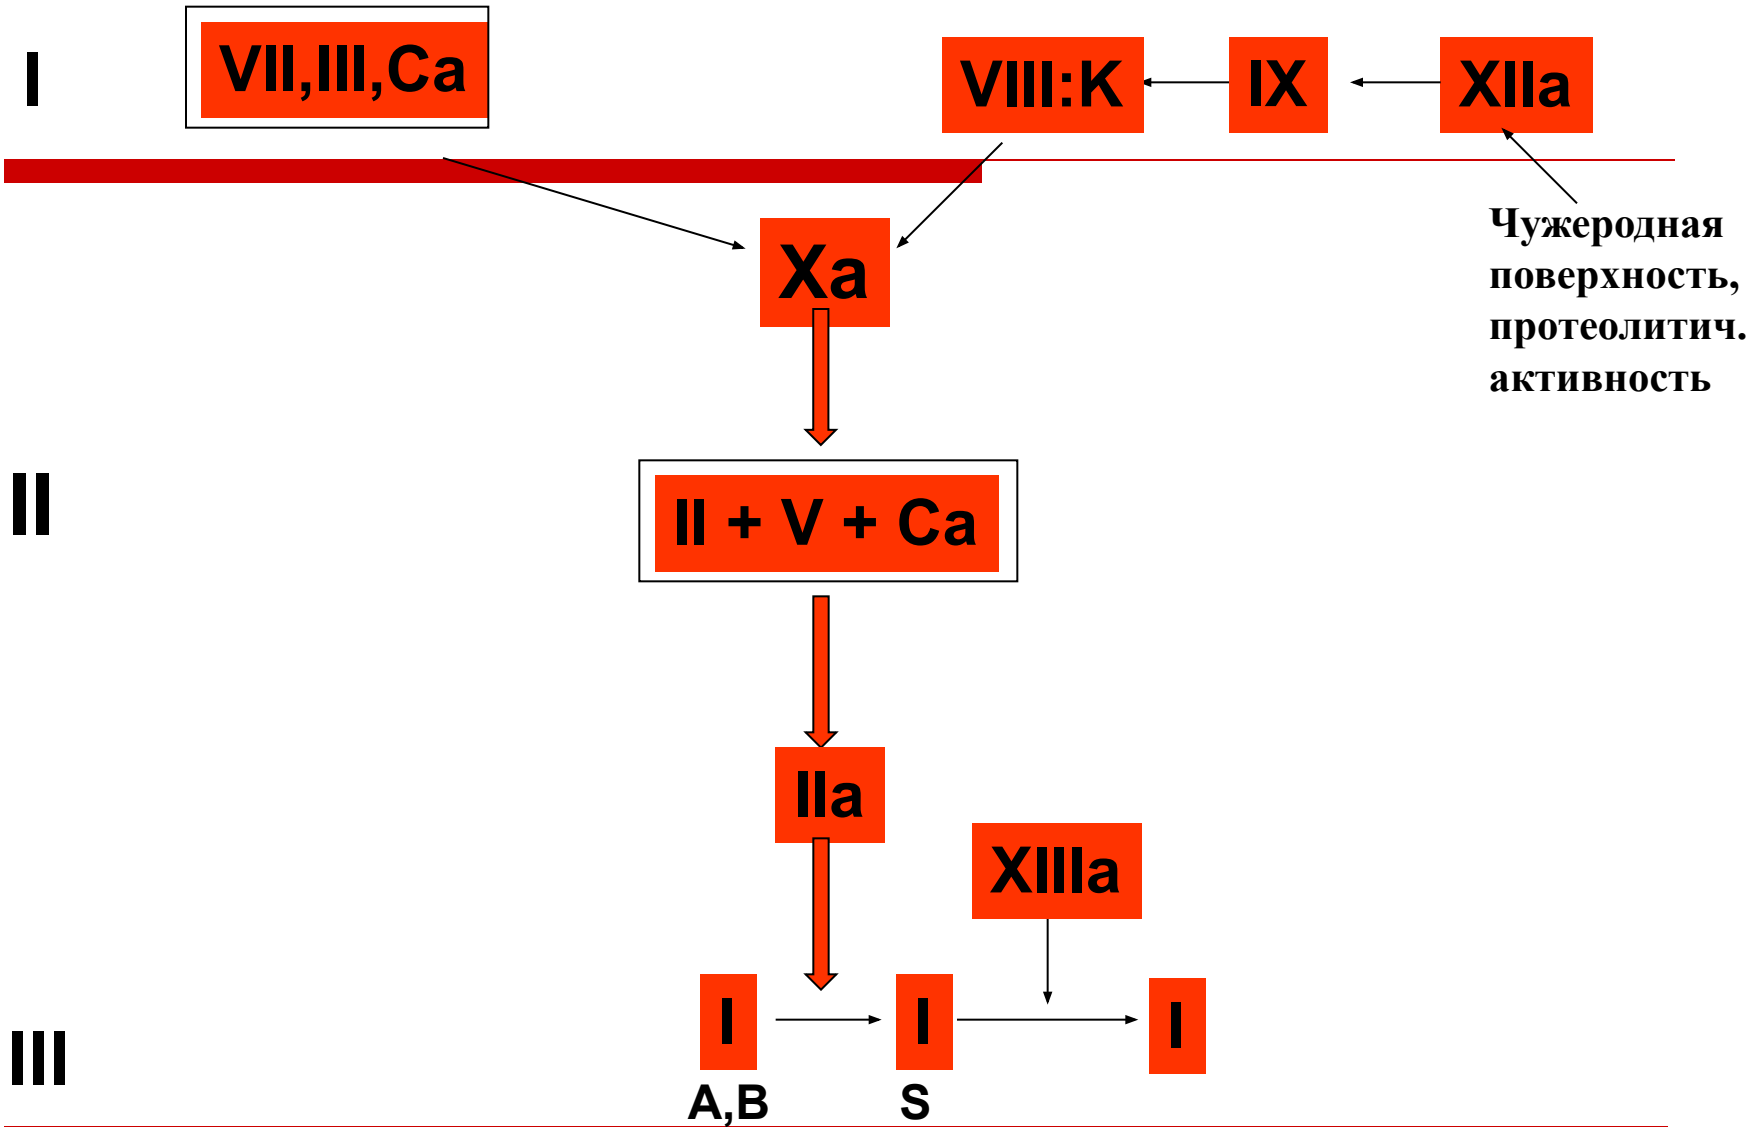 I
VII,III,Ca
VIII:K
IX
XIIa
Чужеродная
поверхность,
протеолитич.
активность
Xa
II
II + V + Ca
IIa
XIIIa
III
I
I
I
A,B
S